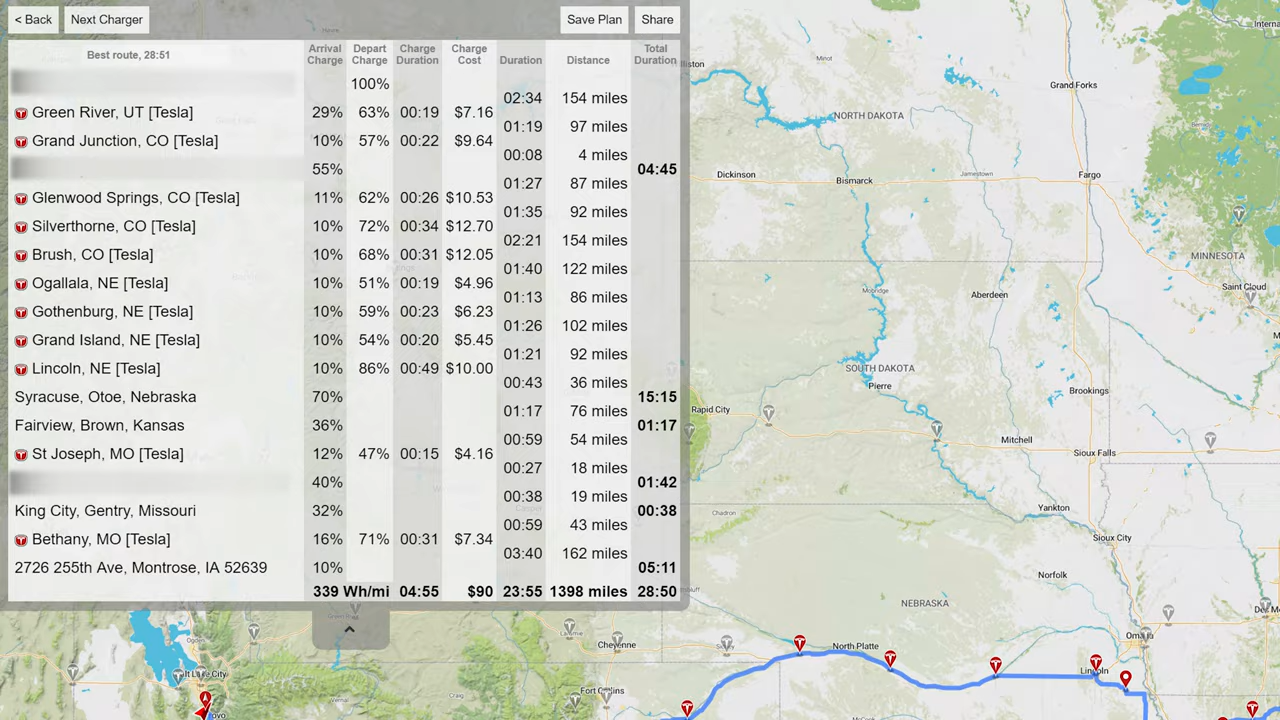 < Back Next Charger Save Plan Share
Best route, 28:51 Arrival Charge Depart Charge Charge Duration Charge Cost Duration Distance Total Duration
100%
02:34 154 miles
Green River, UT [Tesla] 29% 63% 00:19 $7.16
01:19 97 miles
Grand Junction, CO [Tesla] 10% 57% 00:22 $9.64
00:08 4 miles
55% 04:45
01:27 87 miles
Glenwood Springs, CO [Tesla] 11% 62% 00:26 $10.53
01:35 92 miles
Silverthorne, CO [Tesla] 10% 72% 00:34 $12.70
02:21 154 miles
Brush, CO [Tesla] 10% 68% 00:31 $12.05
01:40 122 miles
Ogallala, NE [Tesla] 10% 51% 00:19 $4.96
01:13 86 miles
Gothenburg, NE [Tesla] 10% 59% 00:23 $6.23
01:26 102 miles
Grand Island, NE [Tesla] 10% 54% 00:20 $5.45
01:21 92 miles
Lincoln, NE [Tesla] 10% 86% 00:49 $10.00
00:43 36 miles
Syracuse, Otoe, Nebraska 70% 15:15
01:17 76 miles
Fairview, Brown, Kansas 36% 01:17
00:59 54 miles
St Joseph, MO [Tesla] 12% 47% 00:15 $4.16
00:27 18 miles
40% 01:42
00:38 19 miles
King City, Gentry, Missouri 32% 00:38
00:59 43 miles
Bethany, MO [Tesla] 16% 71% 00:31 $7.34
03:40 162 miles
2726 255th Ave, Montrose, IA 52639 10% 05:11
339 Wh/mi 04:55 $90 23:55 1398 miles 28:50
Minot
Grand Forks
NORTH DAKOTA
Dickinson
Bismarck
Jamestown
Fargo
MINNESOTA
Mobridge
Aberdeen
Saint Cloud
SOUTH DAKOTA
Pierre
Brookings
Rapid City
Mitchell
Sioux Falls
Chadron
Yankton
Sioux City
Norfolk
NEBRASKA
Ogden
Laramie
Cheyenne
North Platte
Omaha
Lincoln
Craig
Fort Collins